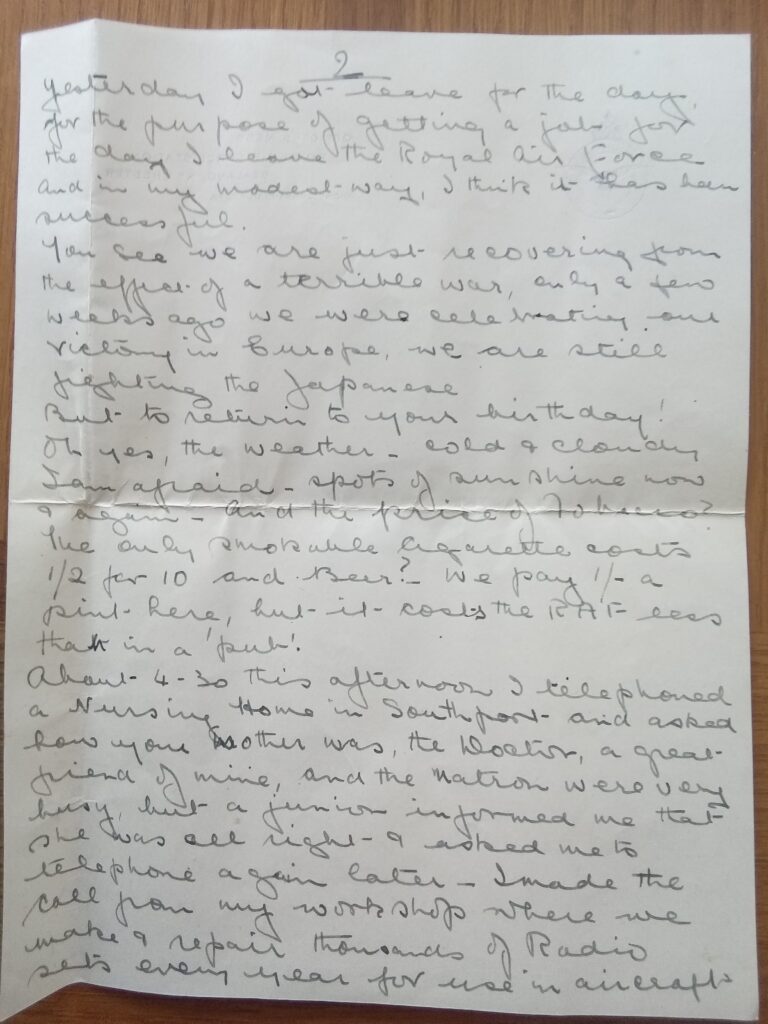 2
Yesterday I got leave for the day,
for the purpose of getting a job for
the day I leave the Royal Air Force
and in my modest way, I think it has been
successful.
You see we are just recovering from
the effect of a terrible war, only a few
weeks ago we were celebrating our
victory in Europe, we are still
fighting the Japanese
But to return to your birthday!
Oh yes, the weather - cold & cloudy
I am afraid - spots of sunshine now
& again - And the price of Tobacco?
The only smokable cigarette costs
1/2 for 10 and Beer? - We pay 1/- a
pint here, but it costs the RAF less
than in a 'pub'.
About 4-30 this afternoon I telephoned
a Nursing Home in Southport and asked
how your Mother was, the Doctor, a great
friend of mine, and the Matron were very
busy, but a junior informed me that
she was all right & asked me to
telephone again later - I made the
call from my workshop where we
make & repair thousands of Radio
sets every year for use in aircraft